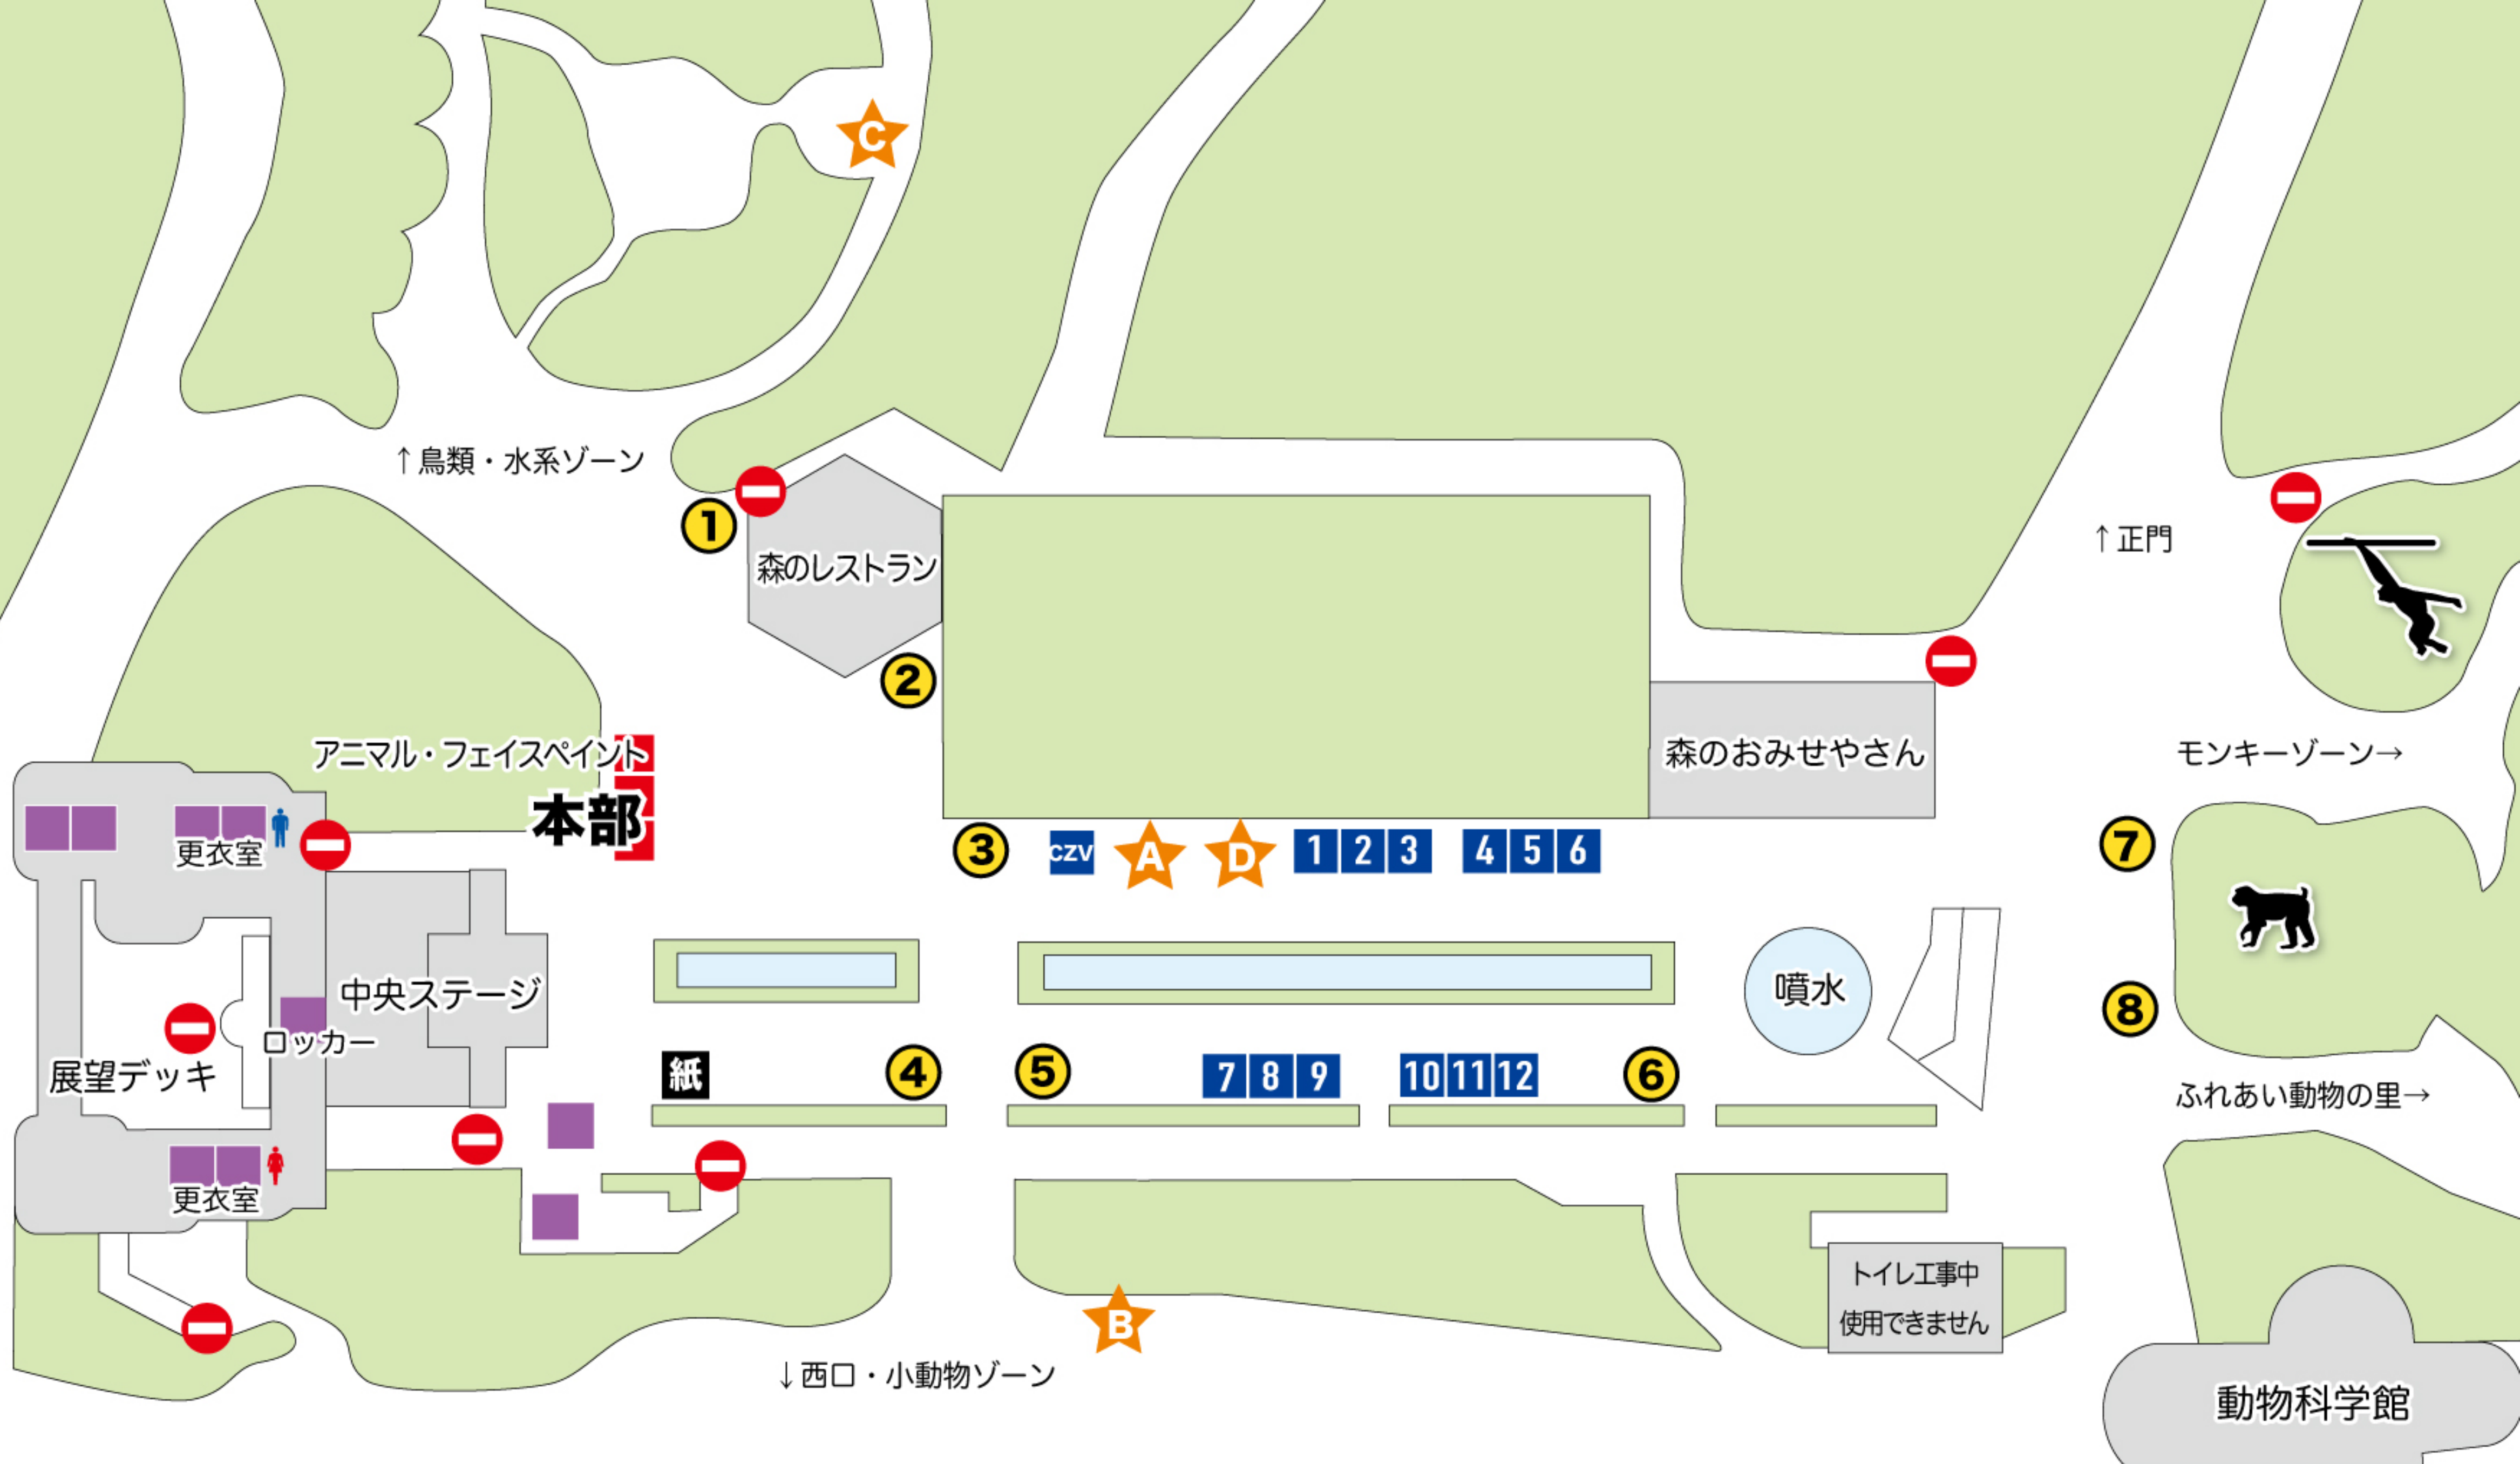 C
↑鳥類・水系ゾーン
1
森のレストラン
↑正門
2
アニマル・フェイスペイント
本部
森のおみせやさん
モンキーゾーン→
更衣室
3
CZV
A
D
1 2 3
4 5 6
7
中央ステージ
噴水
8
ロッカー
展望デッキ
紙
4
5
7 8 9
10 11 12
6
ふれあい動物の里→
更衣室
トイレ工事中
使用できません
B
↓西口・小動物ゾーン
動物科学館